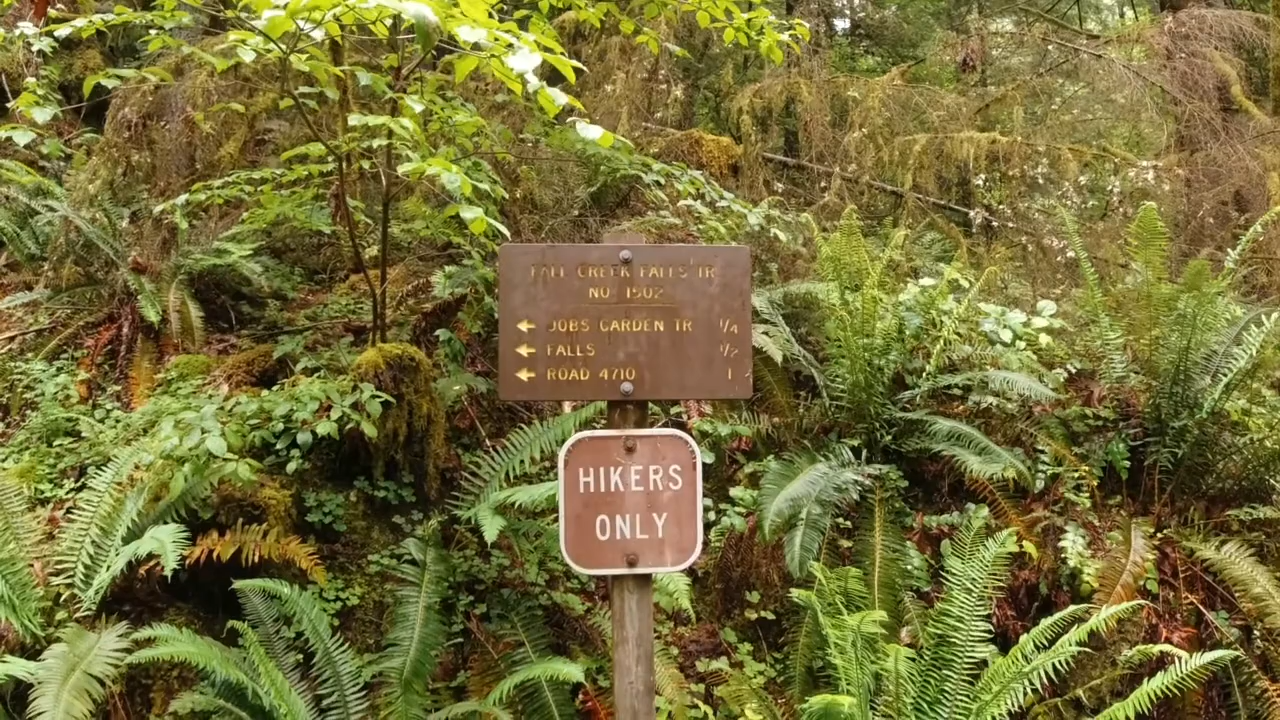 FALL CREEK FALLS TR
NO 1502
JOBS GARDEN TR 1/4
FALLS 1/2
ROAD 4710 1
HIKERS
ONLY